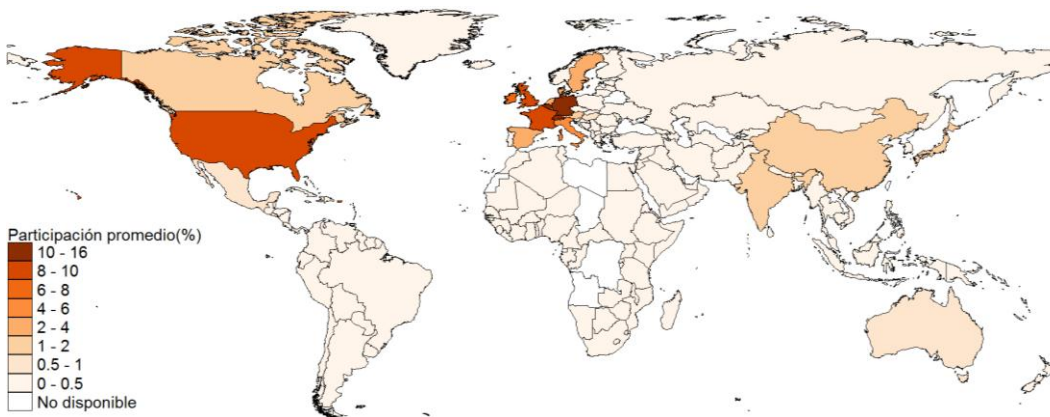 Participación promedio(%)
10 - 16
8 - 10
6 - 8
4 - 6
2 - 4
1 - 2
0.5 - 1
0 - 0.5
No disponible